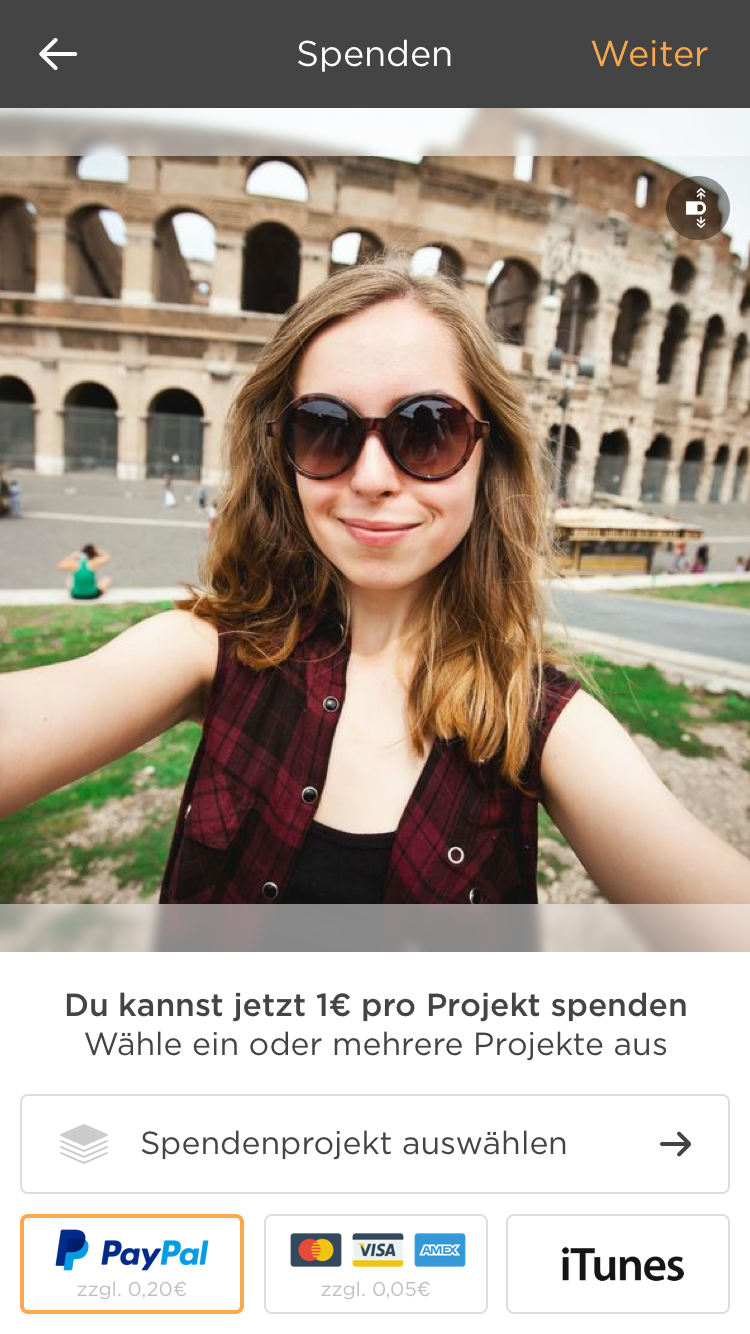 Spenden
Weiter
Du kannst jetzt 1€ pro Projekt spenden
Wähle ein oder mehrere Projekte aus
Spendenprojekt auswählen
PayPal
zzgl. 0,20€
VISA
AMEX
zzgl. 0,05€
iTunes